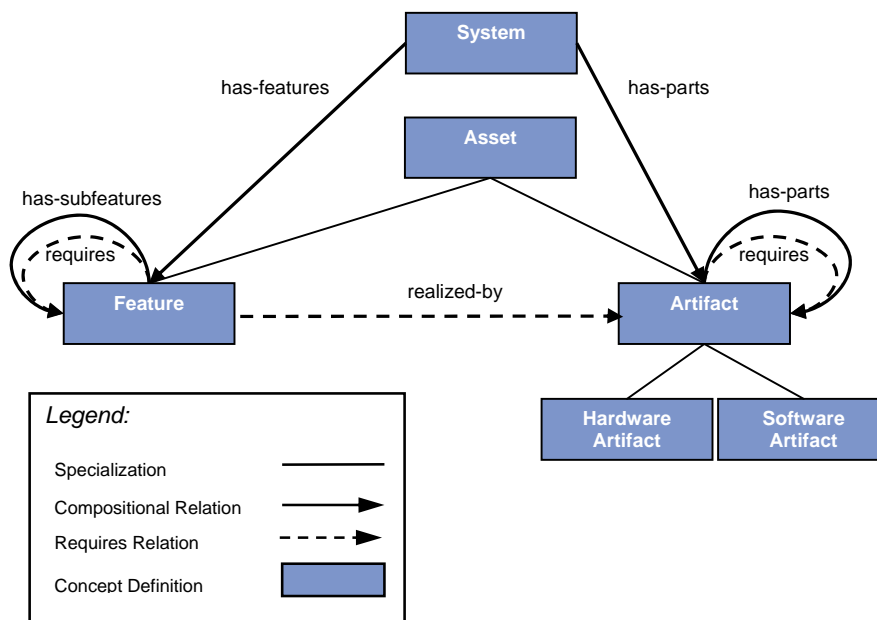 System
has-features
has-parts
Asset
has-subfeatures
has-parts
requires
requires
Feature
realized-by
Artifact
Hardware
Artifact
Software
Artifact
Legend:
Specialization
Compositional Relation
Requires Relation
Concept Definition